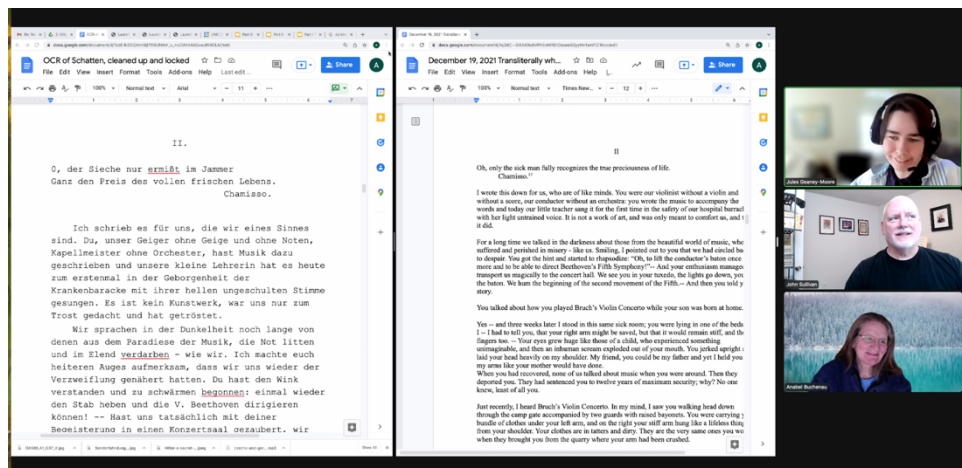 OCR of Schatten, cleaned up and locked
File Edit View Insert Format Tools Add-ons Help Last edit...
Share
A
100%
Normal text
Arial
11
II.
O, der Sieche nur ermißt im Jammer
Ganz den Preis des vollen frischen Lebens.
Chamisso.
Ich schrieb es für uns, die wir eines Sinnes
sind. Du, unser Geiger ohne Geige und ohne Noten,
Kapellmeister ohne Orchester, hast Musik dazu
geschrieben und unsere kleine Lehrerin hat es heute
zum erstenmal in der Geborgenheit der
Krankenbaracke mit ihrer hellen ungeschulten Stimme
gesungen. Es ist kein Kunstwerk, war uns nur zum
Trost gedacht und hat getröstet.
Wir sprachen in der Dunkelheit noch lange von
denen aus dem Paradiese der Musik, die Not litten
und im Elend verdarben - wie wir. Ich machte euch
heiteren Auges aufmerksam, dass wir uns wieder der
Verzweiflung genähert hatten. Du hast den Wink
verstanden und zu schwärmen begonnen: einmal wieder
den Stab heben und die V. Beethoven dirigieren
können! -- Hast uns tatsächlich mit deiner
Begeisterung in einen Konzertsaal gezaubert, wir
December 19, 2021 Transliterally wh...
File Edit View Insert Format Tools Add-ons Help
Share
A
100%
Normal text
Times New...
12
II
Oh, only the sick man fully recognizes the true preciousness of life.
Chamisso.
I wrote this down for us, who are of like minds. You were our violinist without a violin and
without a score, our conductor without an orchestra: you wrote the music to accompany the
words and today our little teacher sang it for the first time in the safety of our hospital barrac
with her light untrained voice. It is not a work of art, and was only meant to comfort us, and
it did.
For a long time we talked in the darkness about those from the beautiful world of music, who
suffered and perished in misery - like us. Smiling, I pointed out to you that we had circled ba
to despair. You got the hint and started to rhapsodize: "Oh, to lift the conductor's baton once
more and to be able to direct Beethoven's Fifth Symphony!"-- And your enthusiasm manage
transport us magically to the concert hall. We see you in your tuxedo, the lights go down, yo
the baton. We hum the beginning of the second movement of the Fifth.-- And then you told y
story.
You talked about how you played Bruch's Violin Concerto while your son was born at home.
Yes -- and three weeks later I stood in this same sick room; you were lying in one of the beds
I -- I had to tell you, that your right arm might be saved, but that it would remain stiff, and the
fingers too. -- Your eyes grew huge like those of a child, who experienced something
unimaginable, and then an inhuman scream exploded out of your mouth. You jerked upright
laid your head heavily on my shoulder. My friend, you could be my father and yet I held you
my arms like your mother would have done.
When you had recovered, none of us talked about music when you were around. Then they
deported you. They had sentenced you to twelve years of maximum security; why? No one
knew, least of all you.
Just recently, I heard Bruch's Violin Concerto. In my mind, I saw you walking head down
through the camp gate accompanied by two guards with raised bayonets. You were carrying
bundle of clothes under your left arm, and on the right your stiff arm hung like a lifeless thing
from your shoulder. Your clothes are in tatters and dirty. They are the very same ones you wo
when they brought you from the quarry where your arm had been crushed.
Jules Geaney-Moore
John Sullivan
Anabel Buchenau